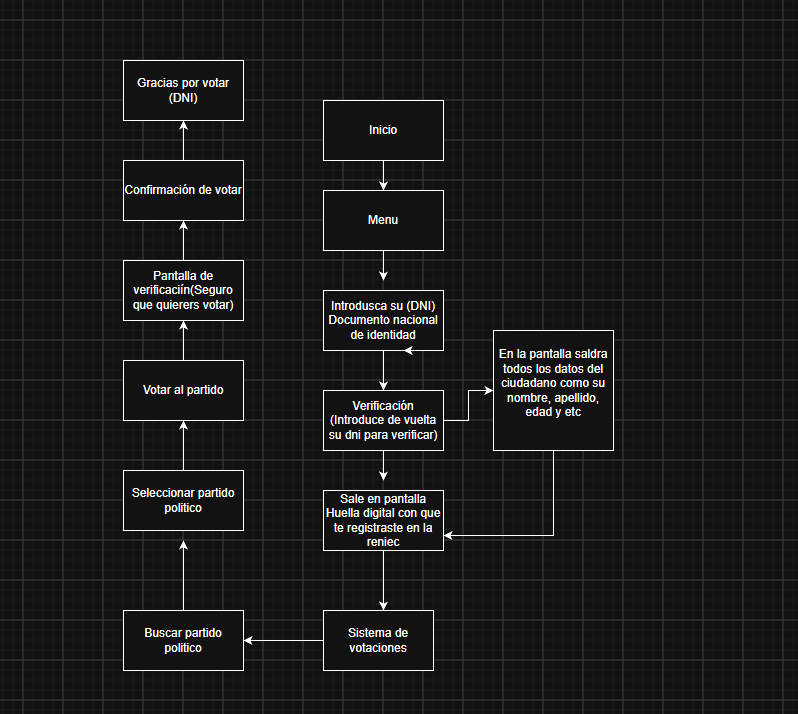 Inicio
Menu
Introdusca su (DNI)
Documento nacional
de identidad
Verificación
(Introduce de vuelta
su dni para verificar)
En la pantalla saldra
todos los datos del
ciudadano como su
nombre, apellido,
edad y etc
Sale en pantalla
Huella digital con que
te registraste en la
reniec
Sistema de
votaciones
Buscar partido
politico
Seleccionar partido
politico
Votar al partido
Pantalla de
verificaciín(Seguro
que quierers votar)
Confirmación de votar
Gracias por votar
(DNI)